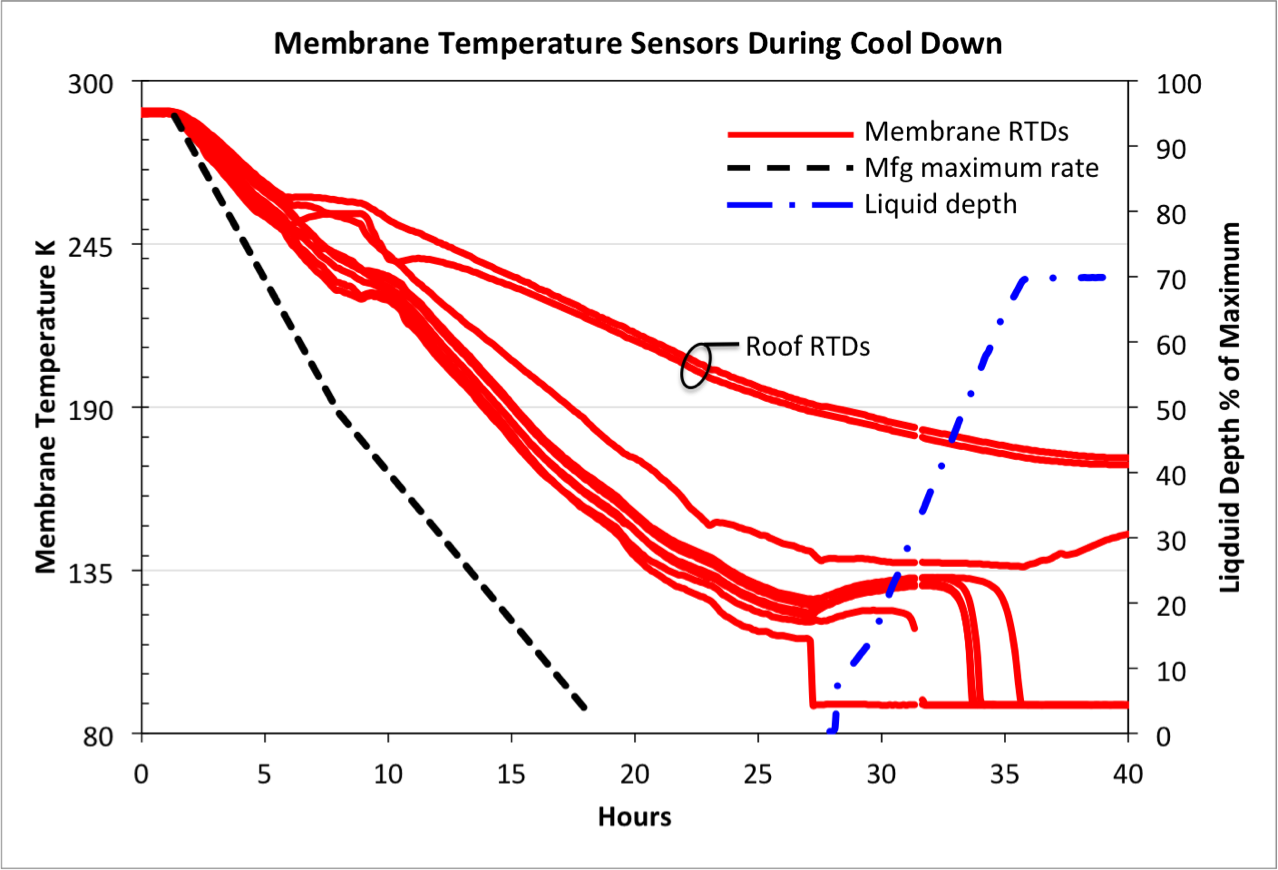 Membrane Temperature Sensors During Cool Down
300
245
190
135
80
Membrane Temperature K
100
90
80
70
60
50
40
30
20
10
0
Liqduid Depth % of Maximum
Membrane RTDs
Mfg maximum rate
Liquid depth
Roof RTDs
0 5 10 15 20 25 30 35 40
Hours